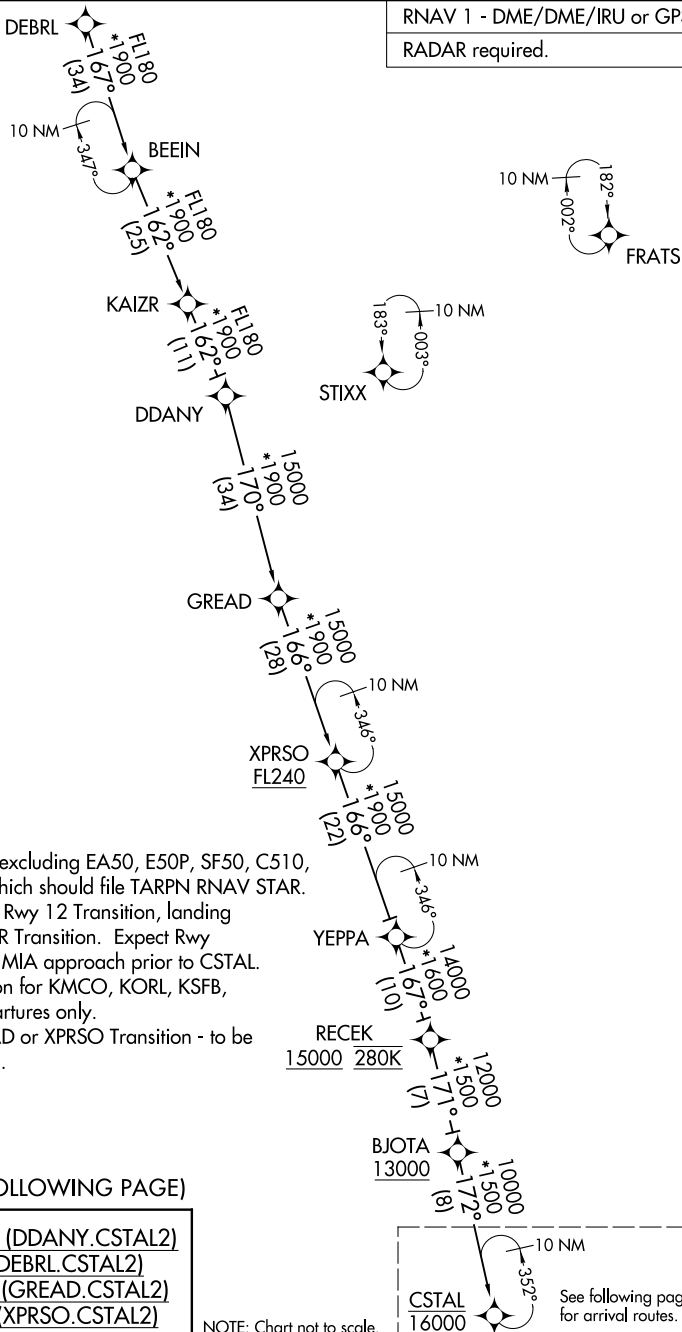 RNAV 1 - DME/DME/IRU or GP
RADAR required.
DEBRL
FL180
*1900
167°
(34)
10 NM
347°
BEEIN
FL180
*1900
162°
(25)
10 NM
182°
002°
FRATS
KAIZR
FL180
*1900
162°
(11)
10 NM
183°
003°
STIXX
DDANY
15000
*1900
170°
(34)
GREAD
15000
*1900
166°
(28)
10 NM
346°
XPRSO
FL240
15000
*1900
166°
(22)
10 NM
346°
excluding EA50, E50P, SF50, C510,
hich should file TARPN RNAV STAR.
Rwy 12 Transition, landing
R Transition. Expect Rwy
MIA approach prior to CSTAL.
on for KMCO, KORL, KSFB,
artures only.
AD or XPRSO Transition - to be
.
YEPPA
14000
*1600
167°
(10)
RECEK
15000 280K
12000
*1500
171°
(7)
BJOTA
13000
10000
*1500
172°
(8)
OLLOWING PAGE)
(DDANY.CSTAL2)
DEBRL.CSTAL2)
(GREAD.CSTAL2)
(XPRSO.CSTAL2)
10 NM
352°
CSTAL
16000
See following pag
for arrival routes.
NOTE: Chart not to scale.